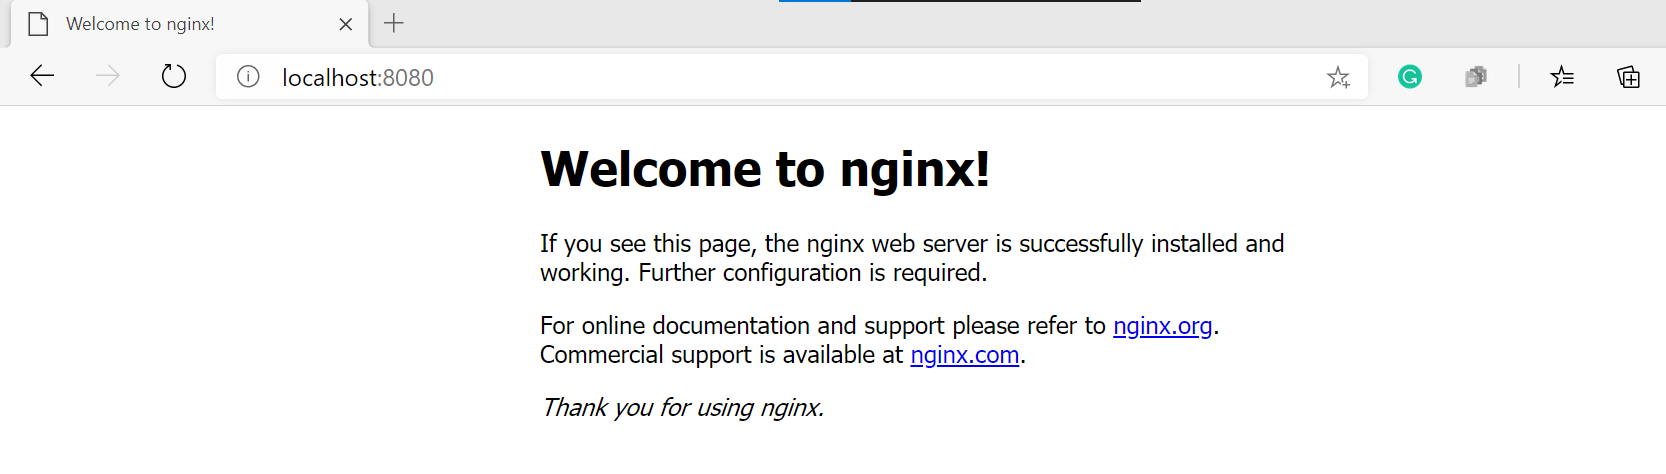 Welcome to nginx!
localhost:8080
Welcome to nginx!
If you see this page, the nginx web server is successfully installed and
working. Further configuration is required.
For online documentation and support please refer to nginx.org.
Commercial support is available at nginx.com.
Thank you for using nginx.